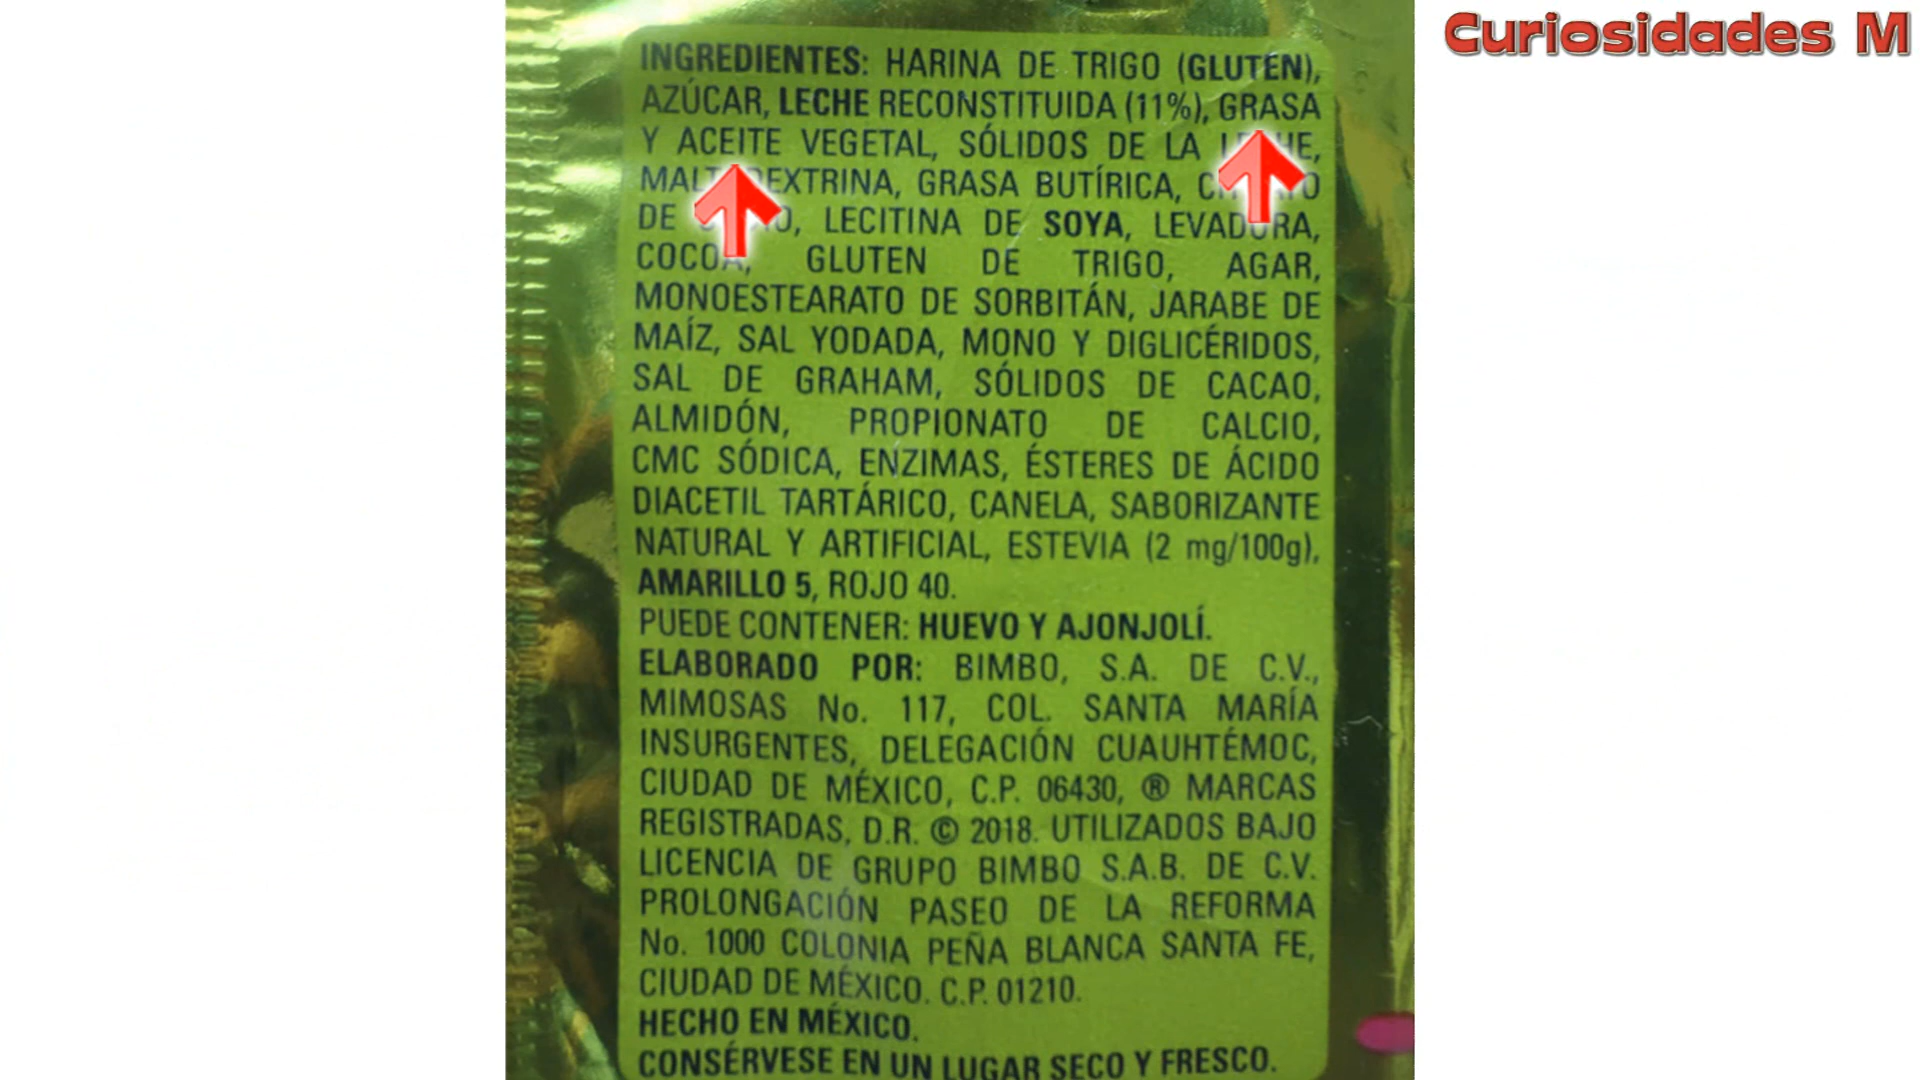 Curiosidades M
INGREDIENTES: HARINA DE TRIGO (GLUTEN),
AZÚCAR, LECHE RECONSTITUIDA (11%), GRASA
Y ACEITE VEGETAL, SÓLIDOS DE LA
GRASA BUTÍRICA,
DE LECITINA DE SOYA, LEVADURA,
COCOA, GLUTEN DE TRIGO, AGAR,
MONOESTEARATO DE SORBITÁN, JARABE DE
MAÍZ, SAL YODADA, MONO Y DIGLICÉRIDOS,
SAL DE GRAHAM, SÓLIDOS DE CACAO,
ALMIDÓN, PROPIONATO DE CALCIO,
CMC SÓDICA, ENZIMAS, ÉSTERES DE ÁCIDO
DIACETIL TARTÁRICO, CANELA, SABORIZANTE
NATURAL Y ARTIFICIAL, ESTEVIA (2 mg/100g),
AMARILLO 5, ROJO 40.
PUEDE CONTENER: HUEVO Y AJONJOLÍ.
ELABORADO POR: BIMBO, S.A. DE C.V.,
MIMOSAS No. 117, COL. SANTA MARÍA
INSURGENTES, DELEGACIÓN CUAUHTÉMOC,
CIUDAD DE MÉXICO, C.P. 06430, ® MARCAS
REGISTRADAS, D.R. © 2018. UTILIZADOS BAJO
LICENCIA DE GRUPO BIMBO S.A.B. DE C.V.
PROLONGACIÓN PASEO DE LA REFORMA
No. 1000 COLONIA PEÑA BLANCA SANTA FE,
CIUDAD DE MÉXICO. C.P. 01210.
HECHO EN MÉXICO.
CONSÉRVESE EN UN LUGAR SECO Y FRESCO.